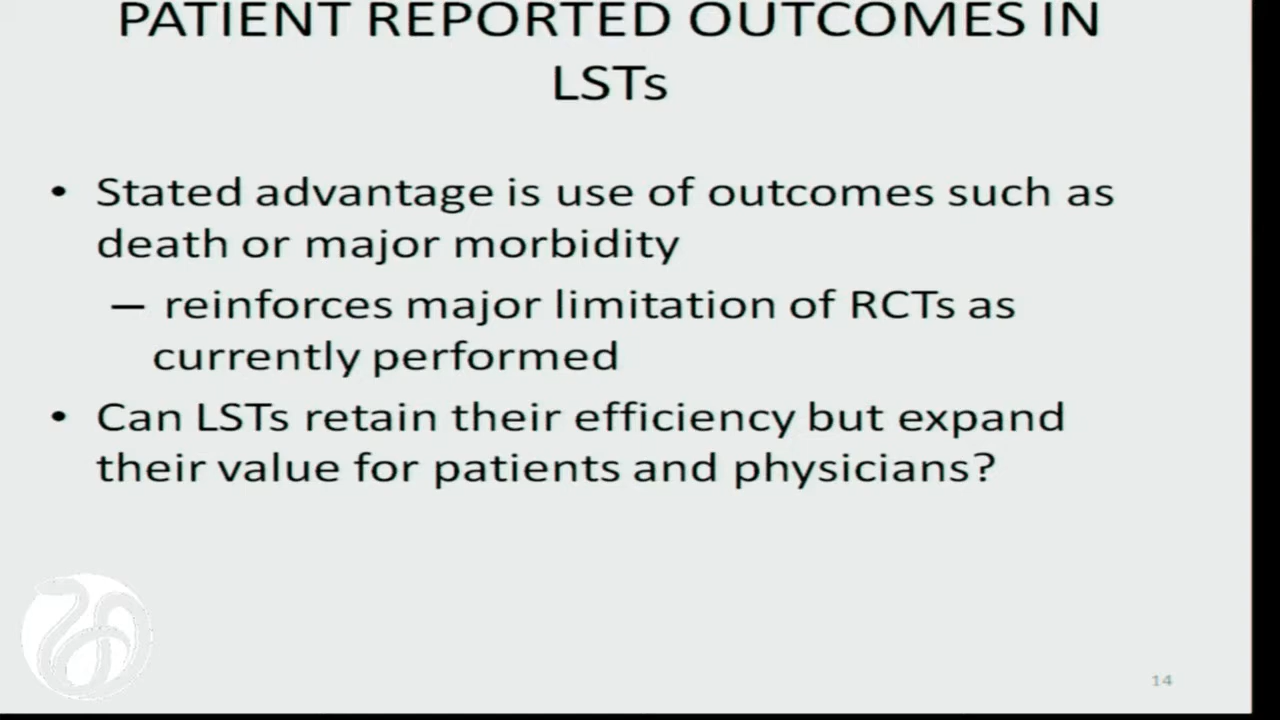 PATIENT REPORTED OUTCOMES IN
LSTs
• Stated advantage is use of outcomes such as
death or major morbidity
– reinforces major limitation of RCTs as
currently performed
• Can LSTs retain their efficiency but expand
their value for patients and physicians?
14